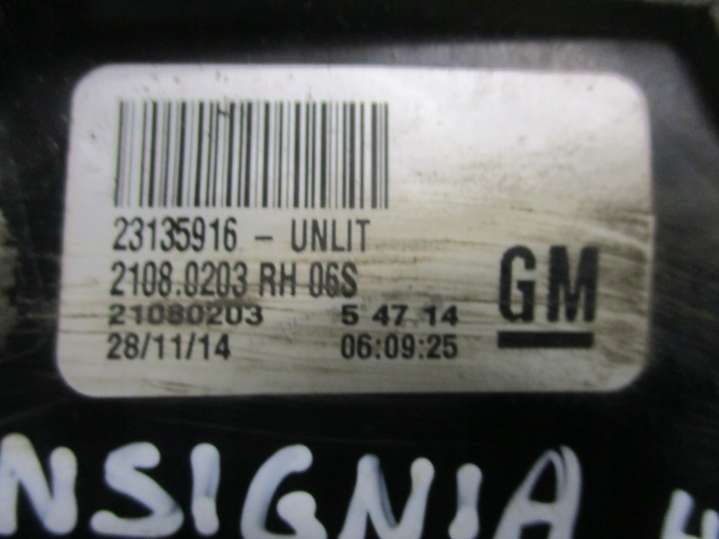 23135916 - UNLIT
2108.0203 RH 06S
21080203 5 47 14
28/11/14 06:09:25
GM
NSIGNIA